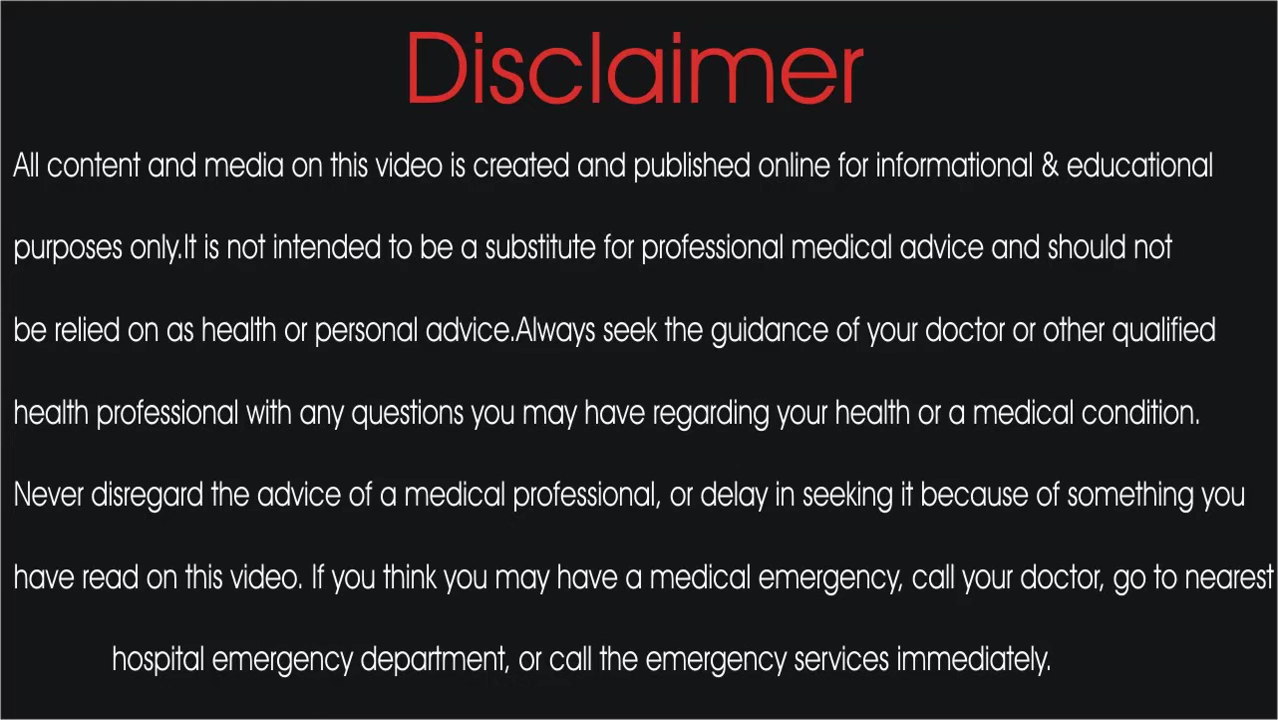 Disclaimer
All content and media on this video is created and published online for informational & educational
purposes only.It is not intended to be a substitute for professional medical advice and should not
be relied on as health or personal advice.Always seek the guidance of your doctor or other qualified
health professional with any questions you may have regarding your health or a medical condition.
Never disregard the advice of a medical professional, or delay in seeking it because of something you
have read on this video. If you think you may have a medical emergency, call your doctor, go to nearest
hospital emergency department, or call the emergency services immediately.